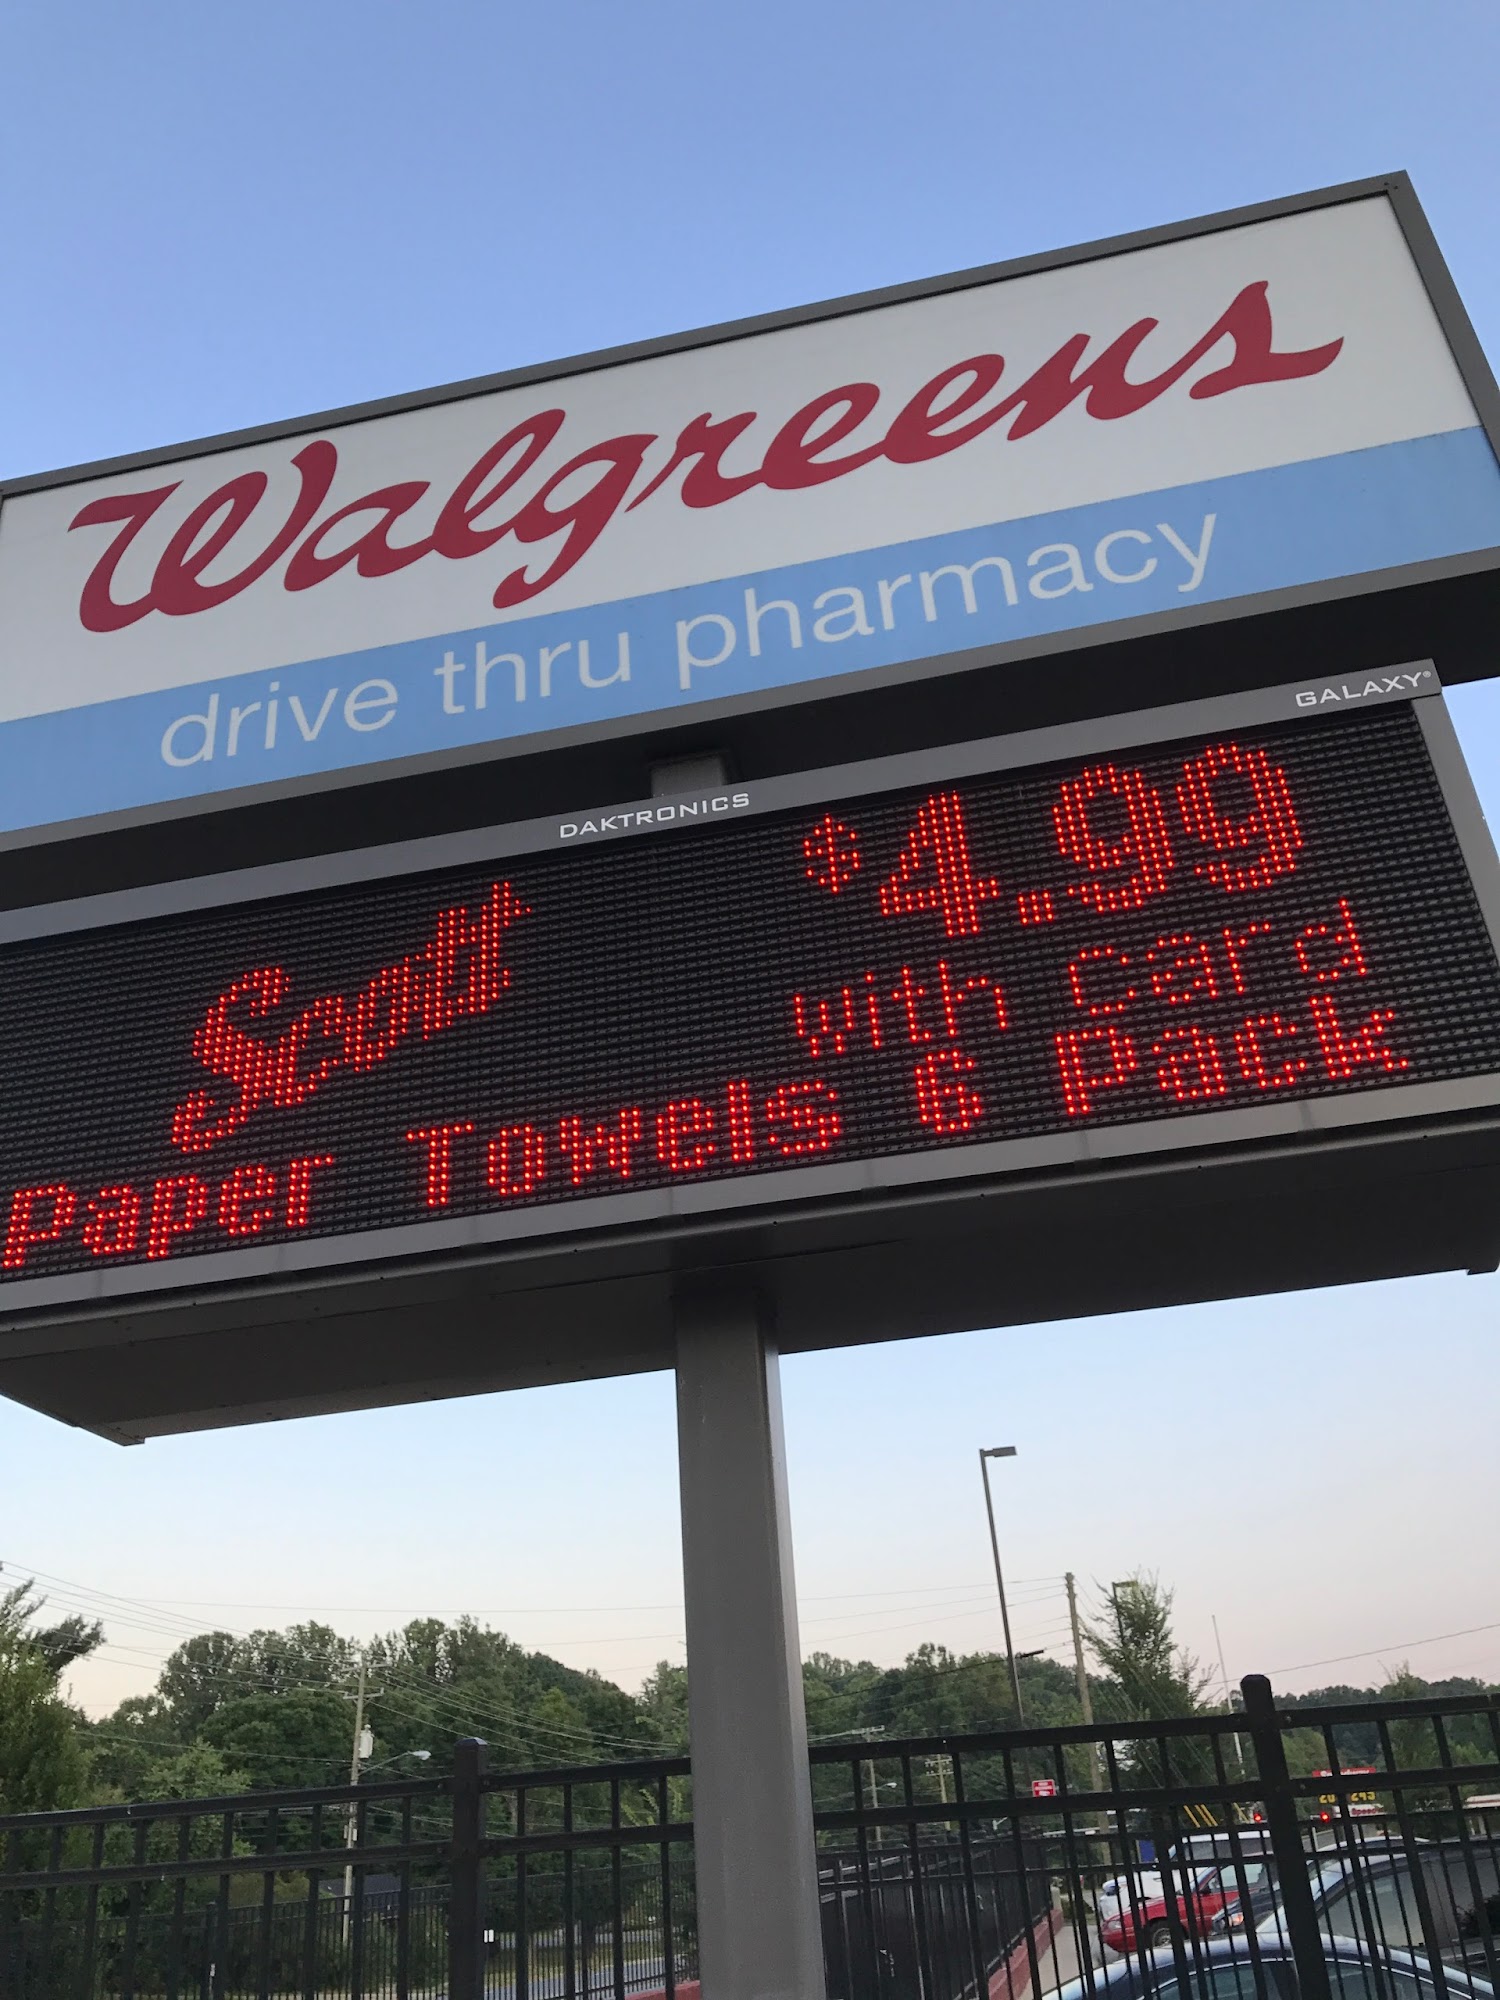 Walgreens
drive thru pharmacy
DAKTRONICS
GALAXY®
Scott
$4.99
with card
Paper Towels 6 Pack